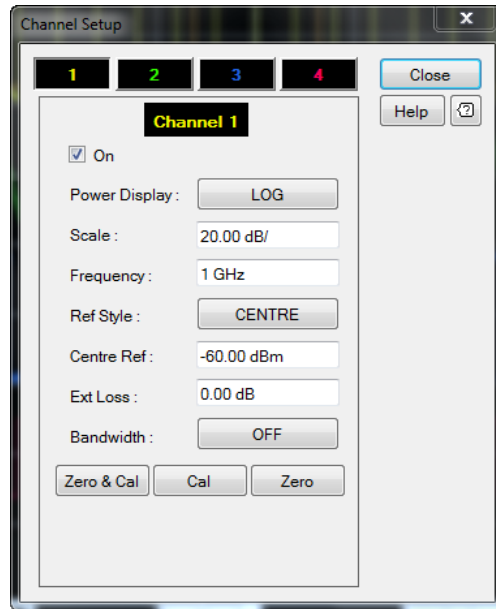 Channel Setup
x
1 2 3 4
Close
Channel 1
Help ?
On
Power Display : LOG
Scale : 20.00 dB/
Frequency : 1 GHz
Ref Style : CENTRE
Centre Ref : -60.00 dBm
Ext Loss : 0.00 dB
Bandwidth : OFF
Zero & Cal Cal Zero